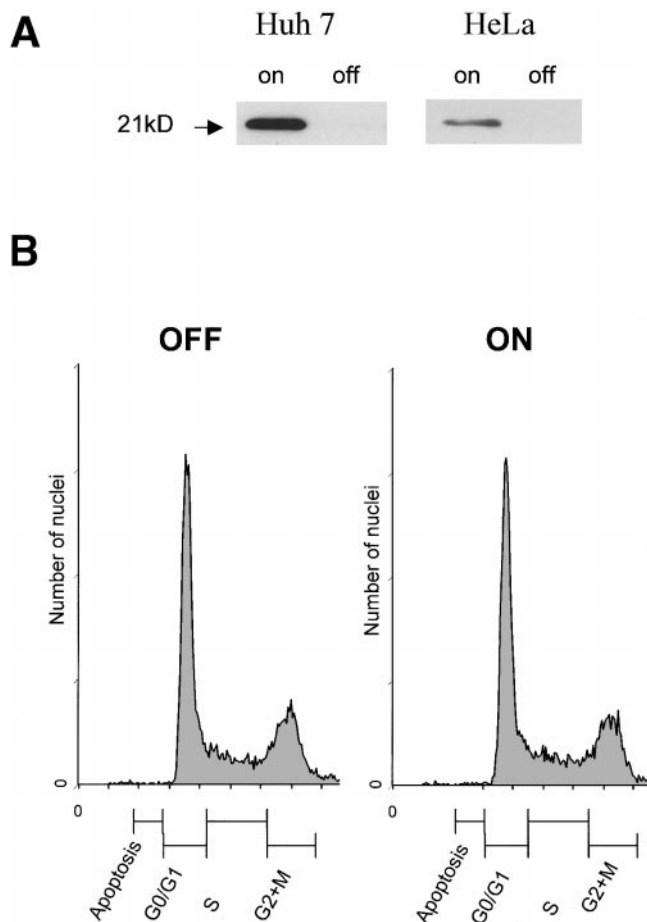 A
Huh 7 HeLa
on off on off
21kD
B
OFF ON
Number of nuclei
0
0
Apoptosis
G0/G1
S
G2+M
Number of nuclei
0
0
Apoptosis
G0/G1
S
G2+M